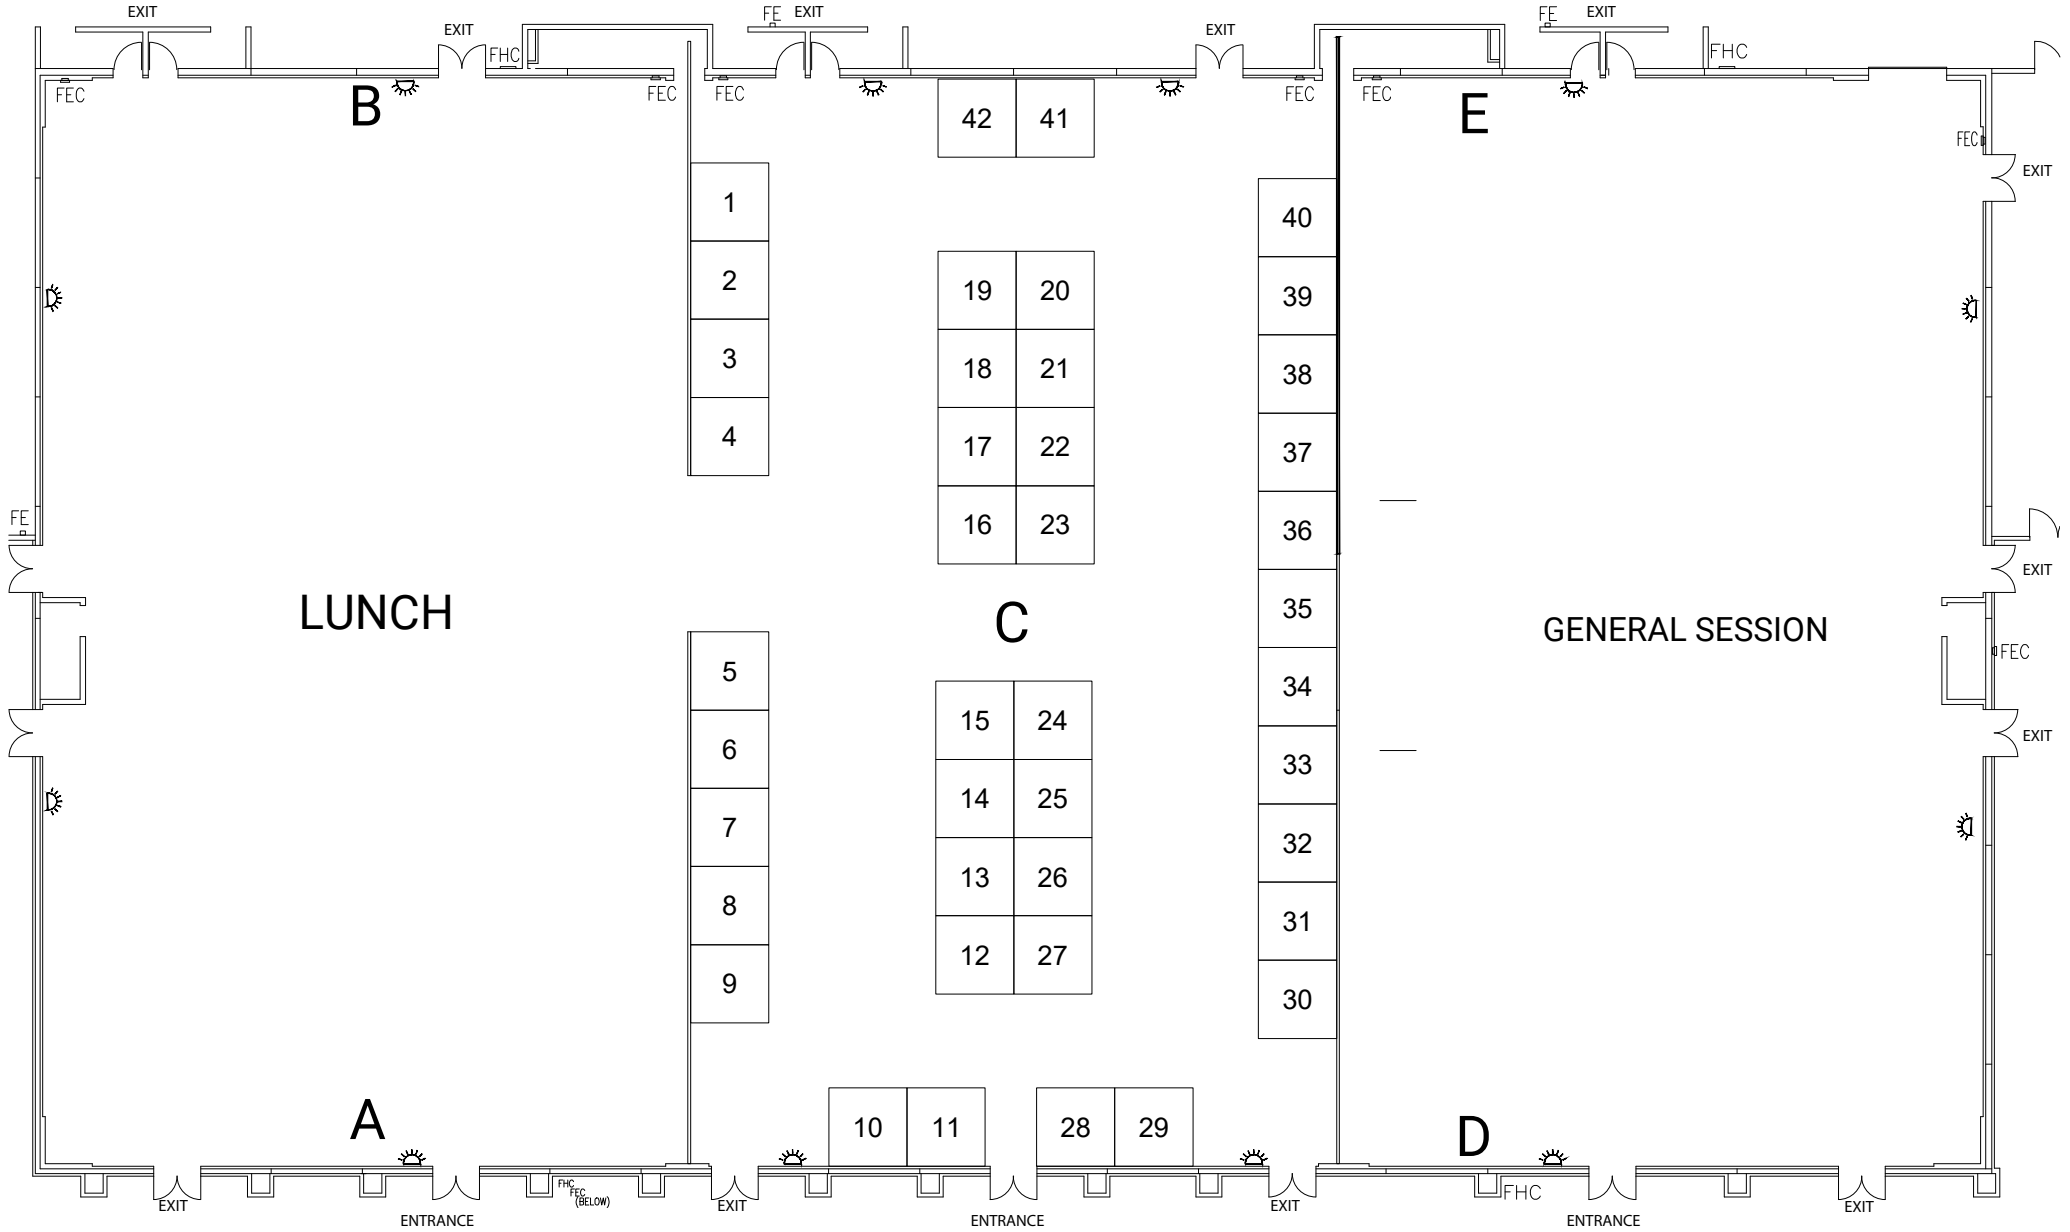 EXIT
FE
EXIT
FE
EXIT
EXIT
EXIT
FHC
FHC
FEC
FEC
FEC
FEC
FEC
B
E
42
41
FEC
EXIT
1
40
2
19
20
39
3
18
21
38
4
17
22
37
FE
16
23
36
EXIT
LUNCH
C
35
GENERAL SESSION
FEC
5
34
15
24
EXIT
6
33
7
14
25
32
8
13
26
31
9
12
27
30
A
10
11
28
29
D
FHC
FEC
(BELOW)
FHC
EXIT
EXIT
EXIT
EXIT
ENTRANCE
ENTRANCE
ENTRANCE